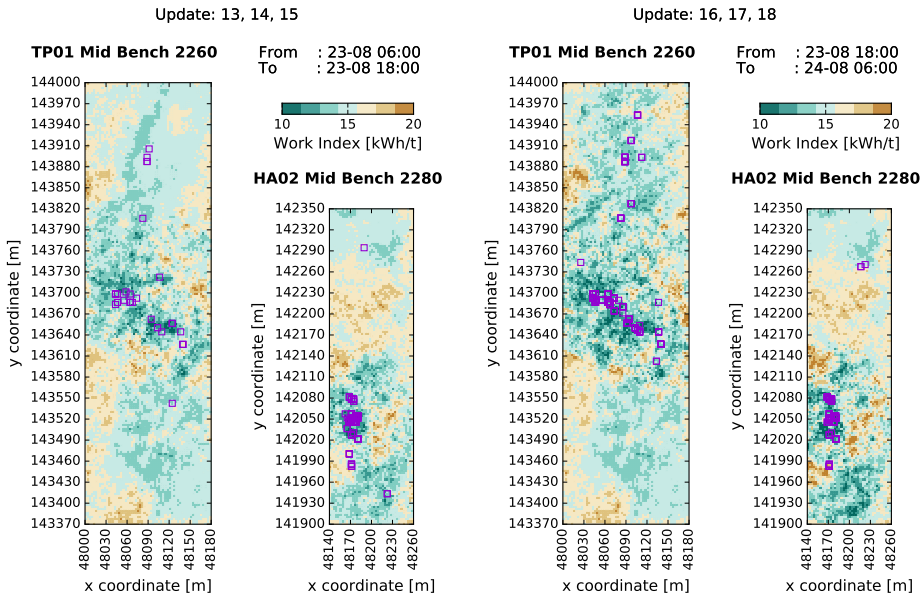 Update: 13, 14, 15
TP01 Mid Bench 2260
From : 23-08 06:00
To : 23-08 18:00
10 15 20
Work Index [kWh/t]
144000
143970
143940
143910
143880
143850
143820
143790
143760
143730
143700
143670
143640
143610
143580
143550
143520
143490
143460
143430
143400
143370
y coordinate [m]
48000 48030 48060 48090 48120 48150 48180
x coordinate [m]
HA02 Mid Bench 2280
142350
142320
142290
142260
142230
142200
142170
142140
142110
142080
142050
142020
141990
141960
141930
141900
y coordinate [m]
48140 48170 48200 48230 48260
x coordinate [m]
Update: 16, 17, 18
TP01 Mid Bench 2260
From : 23-08 18:00
To : 24-08 06:00
10 15 20
Work Index [kWh/t]
144000
143970
143940
143910
143880
143850
143820
143790
143760
143730
143700
143670
143640
143610
143580
143550
143520
143490
143460
143430
143400
143370
y coordinate [m]
48000 48030 48060 48090 48120 48150 48180
x coordinate [m]
HA02 Mid Bench 2280
142350
142320
142290
142260
142230
142200
142170
142140
142110
142080
142050
142020
141990
141960
141930
141900
y coordinate [m]
48140 48170 48200 48230 48260
x coordinate [m]